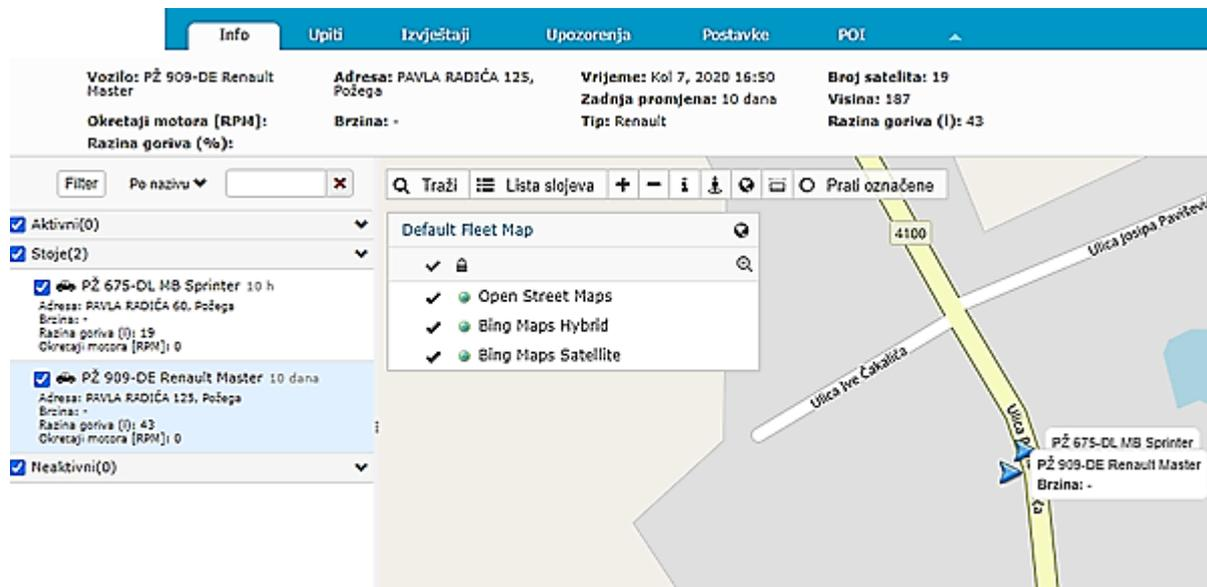 Info Upiti Izvještaji Upozorenja Postavke POI
Vozilo: PŽ 909-DE Renault Master
Okretaji motora [RPM]:
Razina goriva (%):
Adresa: PAVLA RADIĆA 125, Požega
Brzina: -
Vrijeme: Kol 7, 2020 16:50
Zadnja promjena: 10 dana
Tip: Renault
Broj satelita: 19
Visina: 187
Razina goriva (l): 43
Filter Po nazivu
Traži Lista slojeva Prati označene
Aktivni(0)
Stoje(2)
PŽ 675-DL MB Sprinter 10 h
Adresa: PAVLA RADIĆA 60, Požega
Brzina: -
Razina goriva (l): 19
Okretaji motora [RPM]: 0
PŽ 909-DE Renault Master 10 dana
Adresa: PAVLA RADIĆA 125, Požega
Brzina: -
Razina goriva (l): 43
Okretaji motora [RPM]: 0
Neaktivni(0)
Default Fleet Map
Open Street Maps
Bing Maps Hybrid
Bing Maps Satellite
4100
Ulica Ive Čakalića
Ulica
PŽ 675-DL MB Sprinter
PŽ 909-DE Renault Master
Brzina: -